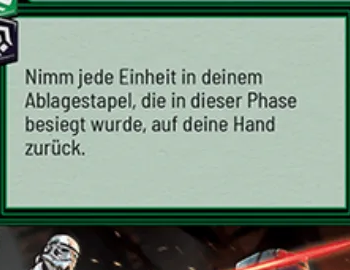 Nimm jede Einheit in deinem
Ablagestapel, die in dieser Phase
besiegt wurde, auf deine Hand
zurück.